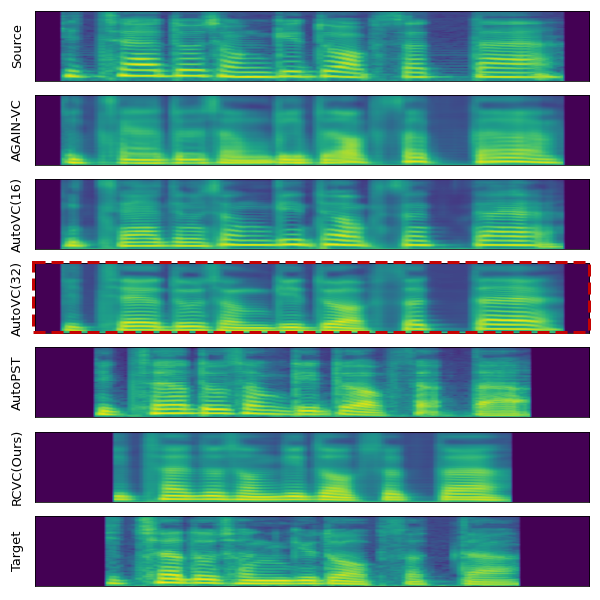 Source
AGAIN-VC
AutoVC(16)
AutoVC(32)
AutoPST
RCVC(Ours)
Target